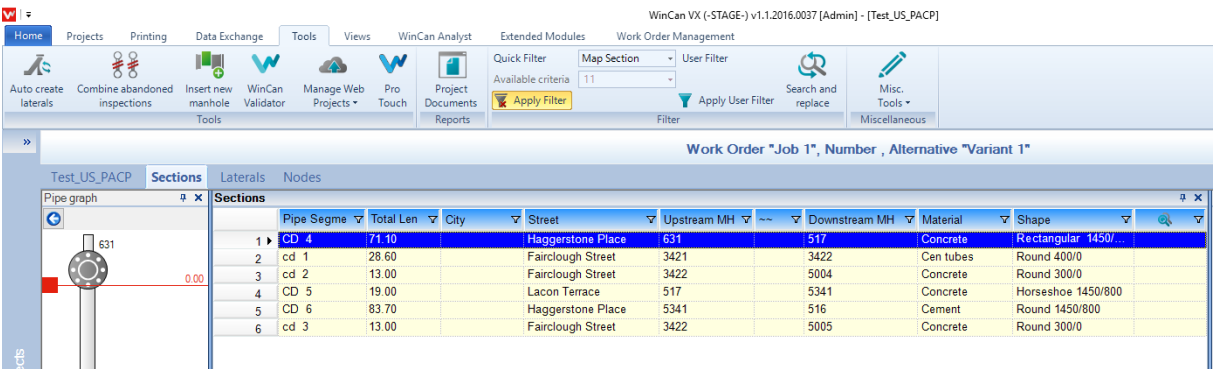 WinCan VX (-STAGE-) v1.1.2016.0037 [Admin] - [Test_US_PACP]
Home Projects Printing Data Exchange Tools Views WinCan Analyst Extended Modules Work Order Management
Auto create laterals
Combine abandoned inspections
Insert new manhole
WinCan Validator
Manage Web Projects
Pro Touch
Project Documents
Quick Filter Map Section User Filter
Available criteria 11
Apply Filter Apply User Filter
Search and replace
Misc. Tools
Tools Reports Filter Miscellaneous
»
Work Order "Job 1", Number , Alternative "Variant 1"
Test_US_PACP Sections Laterals Nodes
Pipe graph
631
0.00
Sections
Pipe Segme Total Len City Street Upstream MH ~~ Downstream MH Material Shape
1 CD 4 71.10 Haggerstone Place 631 517 Concrete Rectangular 1450/...
2 cd 1 28.60 Fairclough Street 3421 3422 Cen tubes Round 400/0
3 cd 2 13.00 Fairclough Street 3422 5004 Concrete Round 300/0
4 CD 5 19.00 Lacon Terrace 517 5341 Concrete Horseshoe 1450/800
5 CD 6 83.70 Haggerstone Place 5341 516 Cement Round 1450/800
6 cd 3 13.00 Fairclough Street 3422 5005 Concrete Round 300/0